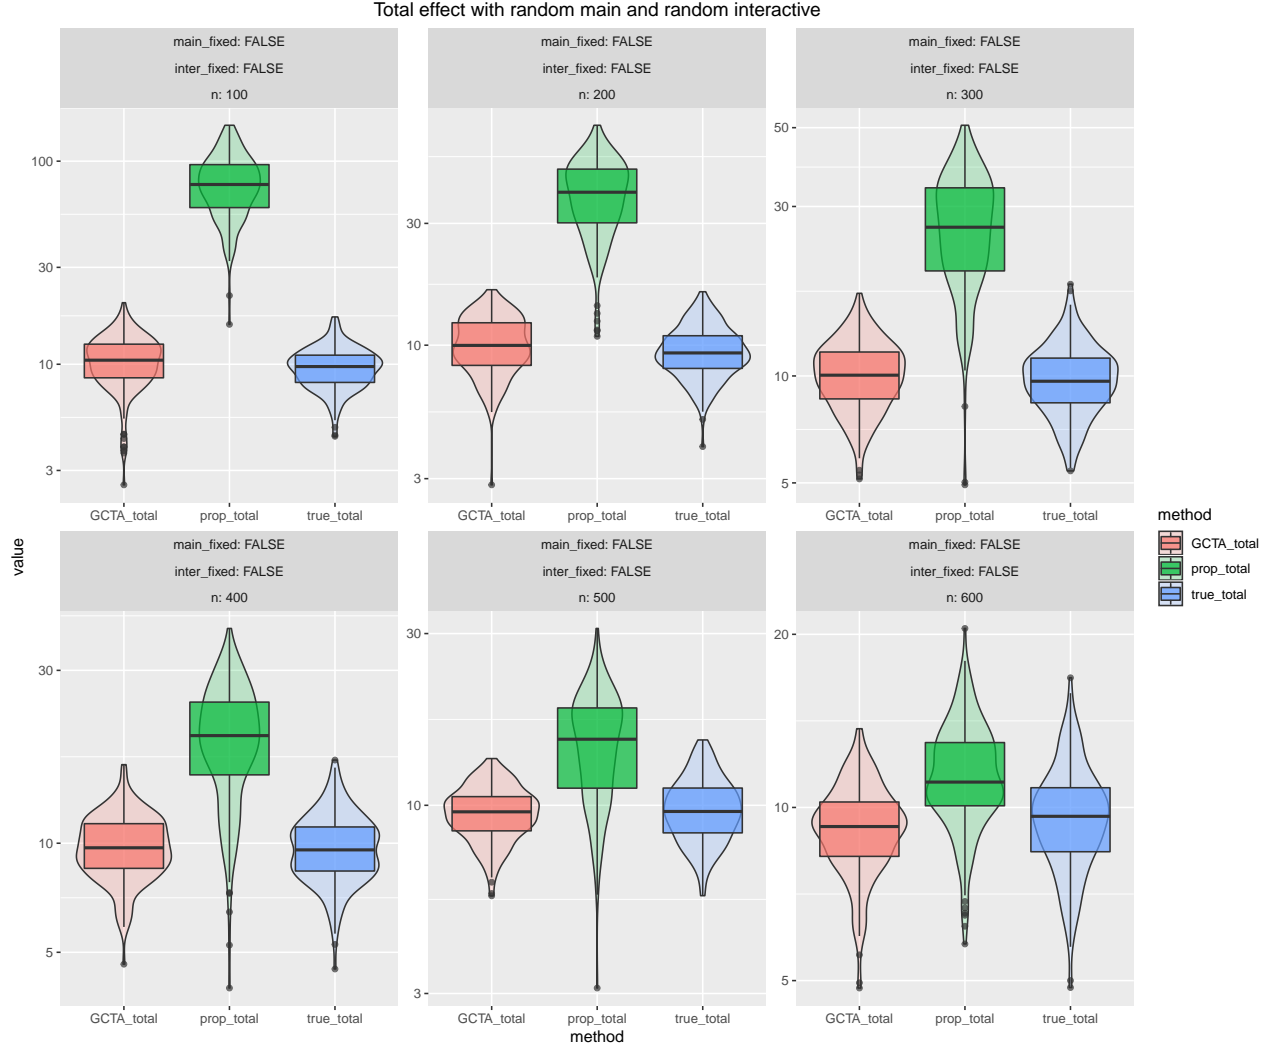 Total effect with random main and random interactive
main_fixed: FALSE
inter_fixed: FALSE
n: 100
main_fixed: FALSE
inter_fixed: FALSE
n: 200
main_fixed: FALSE
inter_fixed: FALSE
n: 300
100
30
10
3
30
10
3
50
30
10
5
GCTA_total prop_total true_total
GCTA_total prop_total true_total
GCTA_total prop_total true_total
main_fixed: FALSE
inter_fixed: FALSE
n: 400
main_fixed: FALSE
inter_fixed: FALSE
n: 500
main_fixed: FALSE
inter_fixed: FALSE
n: 600
30
10
5
30
10
3
20
10
5
GCTA_total prop_total true_total
GCTA_total prop_total true_total
GCTA_total prop_total true_total
value
method
method
GCTA_total
prop_total
true_total